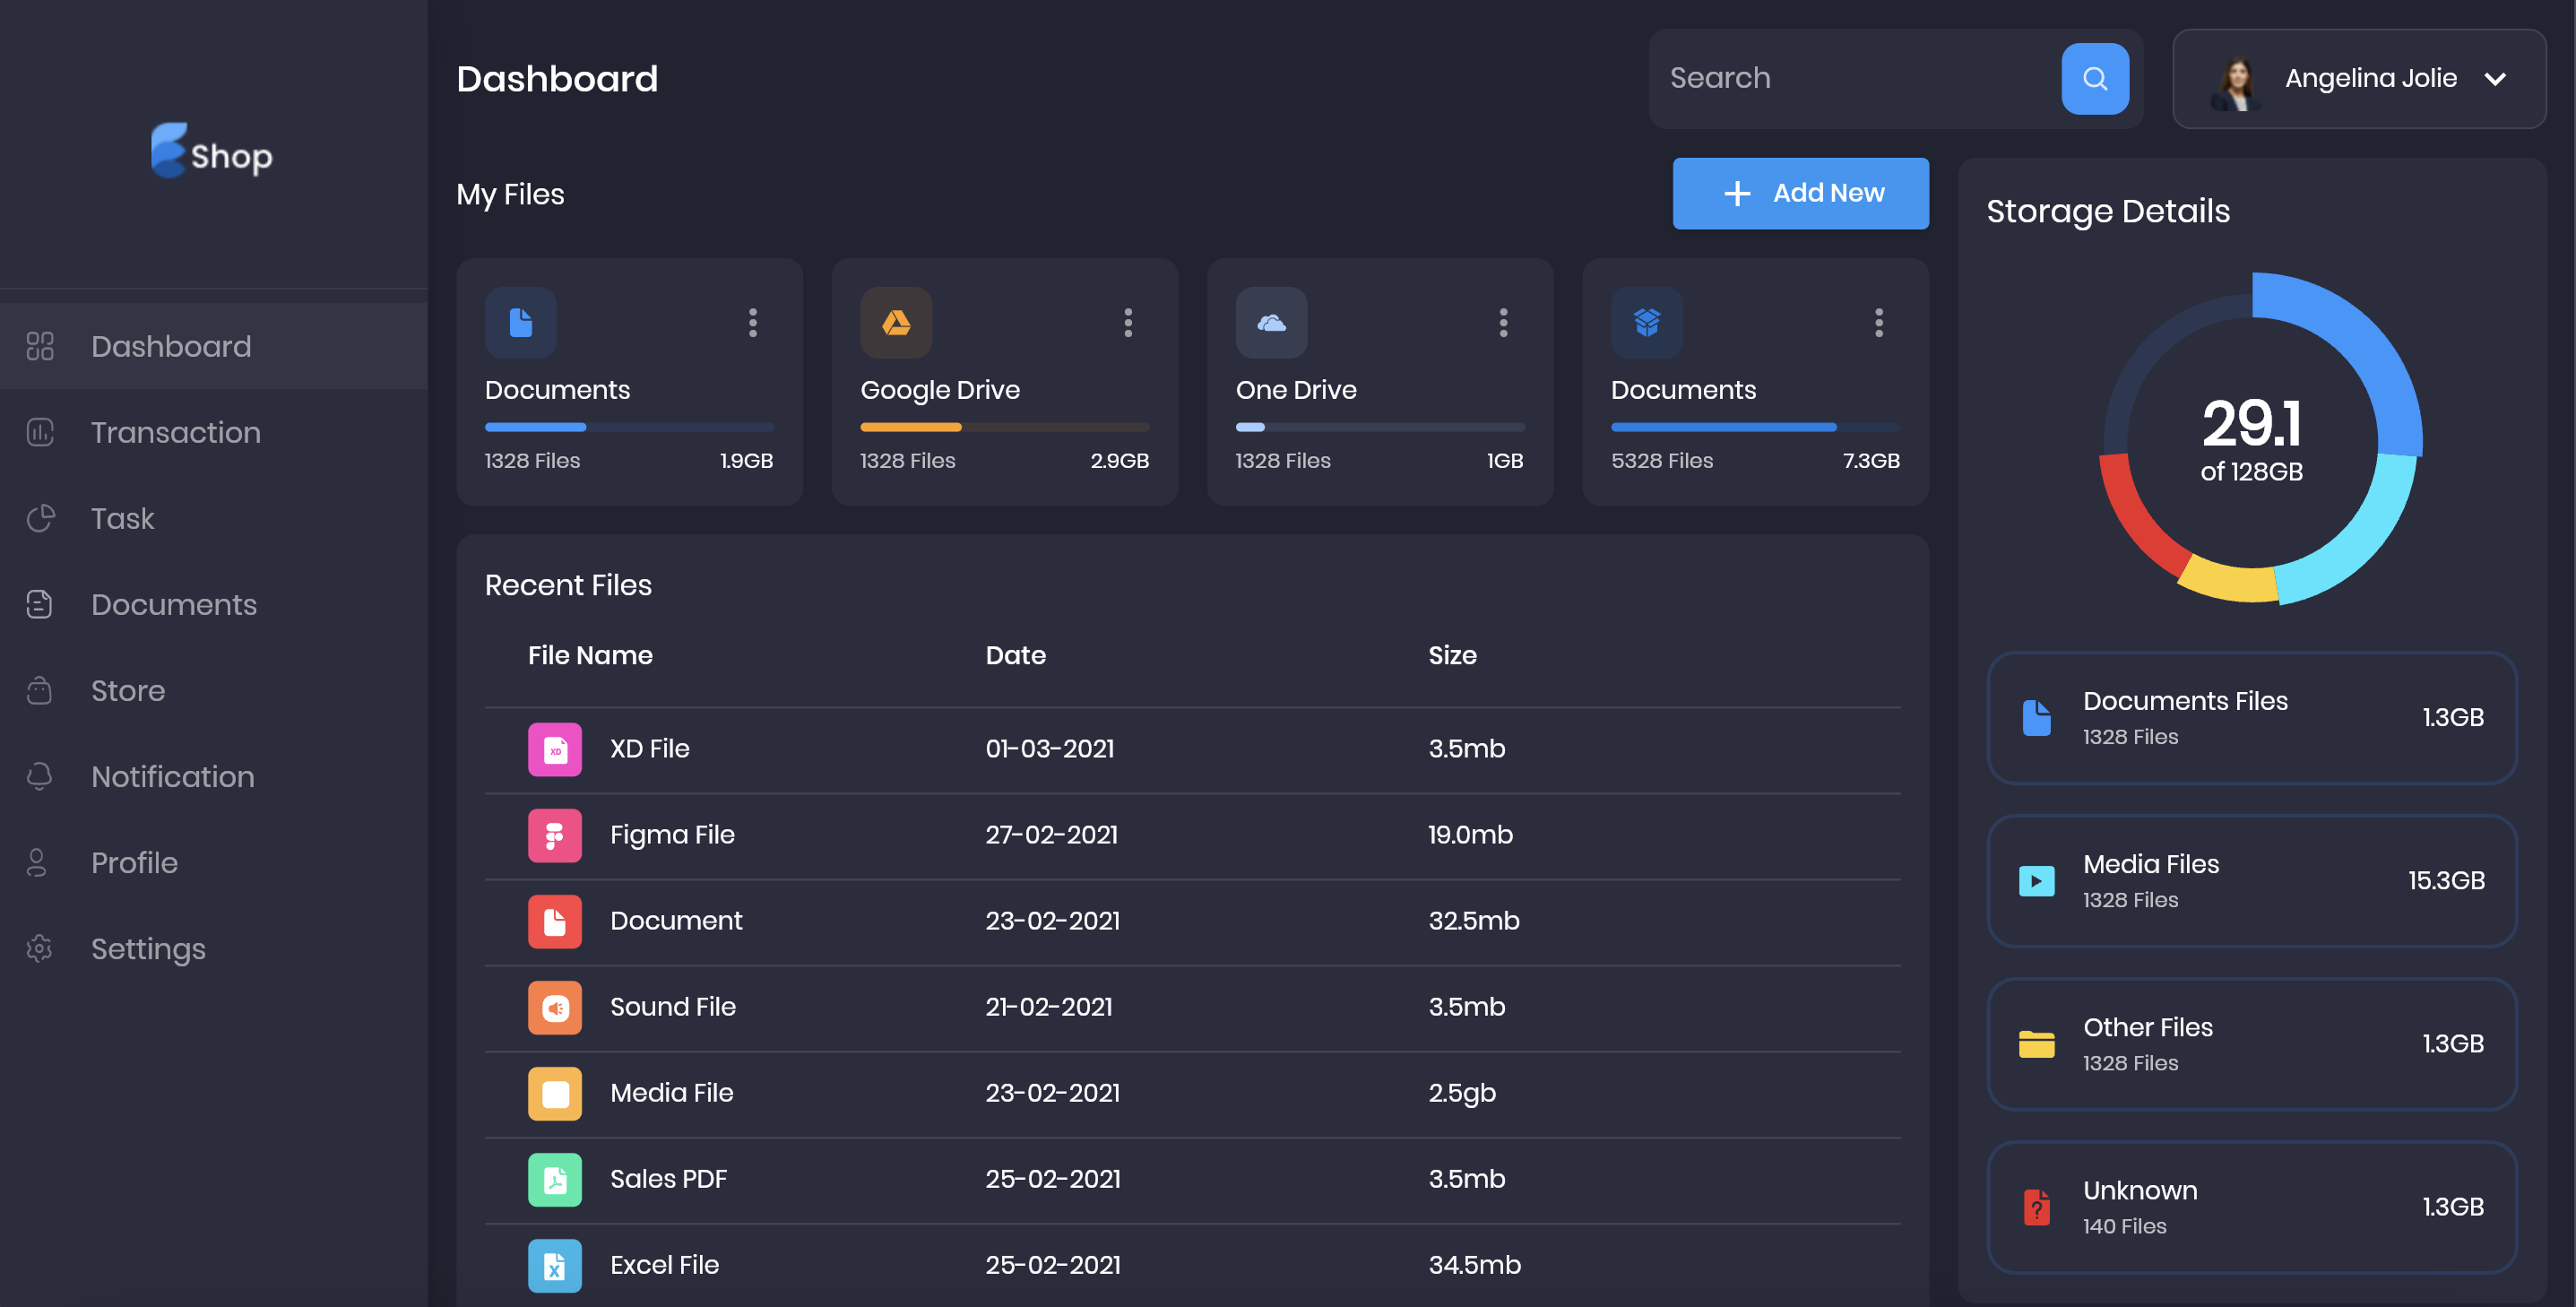 Shop
Dashboard
Transaction
Task
Documents
Store
Notification
Profile
Settings
Dashboard
Search
Angelina Jolie
My Files
Add New
Documents
1328 Files 1.9GB
Google Drive
1328 Files 2.9GB
One Drive
1328 Files 1GB
Documents
5328 Files 7.3GB
Recent Files
File Name Date Size
XD
XD File 01-03-2021 3.5mb
Figma File 27-02-2021 19.0mb
Document 23-02-2021 32.5mb
Sound File 21-02-2021 3.5mb
Media File 23-02-2021 2.5gb
Sales PDF 25-02-2021 3.5mb
X
Excel File 25-02-2021 34.5mb
Storage Details
29.1
of 128GB
Documents Files
1328 Files
1.3GB
Media Files
1328 Files
15.3GB
Other Files
1328 Files
1.3GB
?
Unknown
140 Files
1.3GB